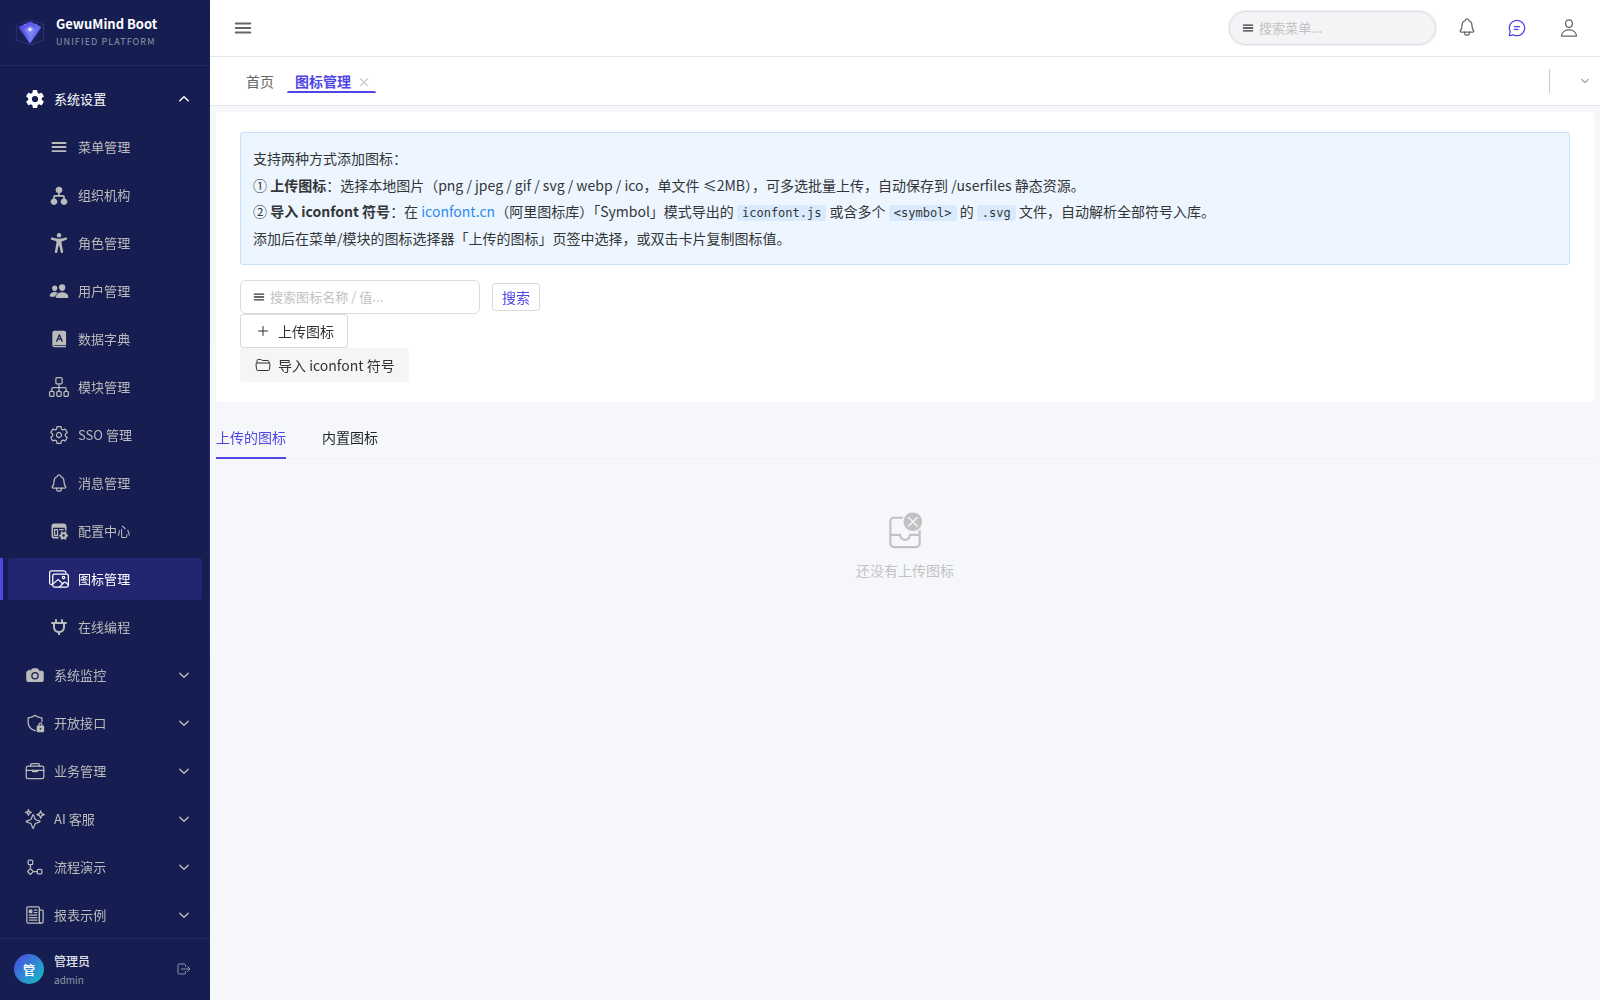 GewuMind Boot
UNIFIED PLATFORM
系统设置
菜单管理
组织机构
角色管理
用户管理
数据字典
模块管理
SSO 管理
消息管理
配置中心
图标管理
在线编程
系统监控
开放接口
业务管理
AI 客服
流程演示
报表示例
管
管理员
admin
搜索菜单...
首页
图标管理
支持两种方式添加图标：
① 上传图标：选择本地图片（png / jpeg / gif / svg / webp / ico，单文件 ≤2MB），可多选批量上传，自动保存到 /userfiles 静态资源。
② 导入 iconfont 符号：在 iconfont.cn（阿里图标库）「Symbol」模式导出的 iconfont.js 或含多个 <symbol> 的 .svg 文件，自动解析全部符号入库。
添加后在菜单/模块的图标选择器「上传的图标」页签中选择，或双击卡片复制图标值。
搜索图标名称 / 值...
搜索
上传图标
导入 iconfont 符号
上传的图标
内置图标
还没有上传图标